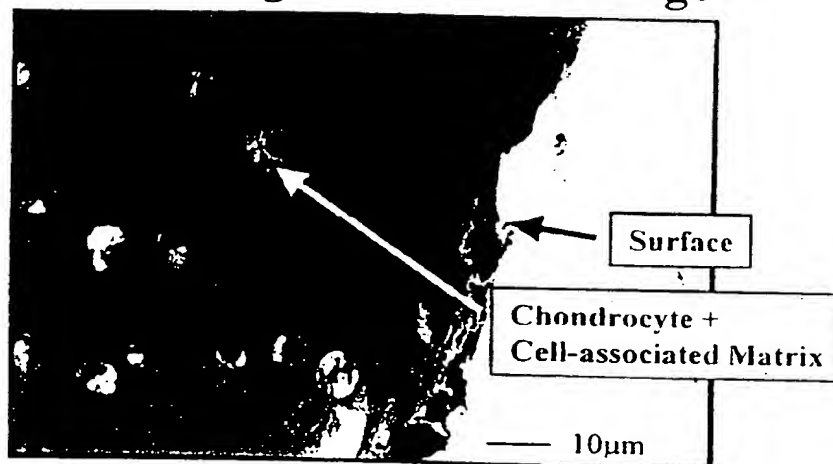 Surface
Chondrocyte +
Cell-associated Matrix
10µm